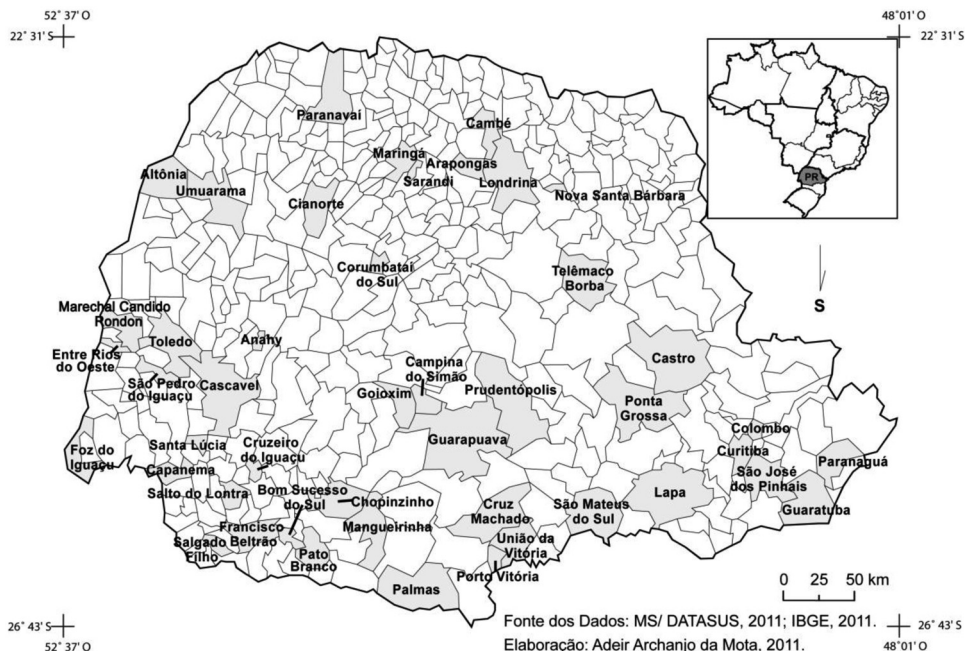 52° 37' O
48° 01' O
22° 31' S
22° 31' S
PR
Paranavaí
Cambé
Maringá
Arapongas
Altônia
Umuarama
Sarandi
Londrina
Nova Santa Bárbara
Cianorte
Corumbataí
do Sul
Telêmaco
Borba
S
Marechal Candido
Rondon
Toledo
Anahy
Entre Rios
do Oeste
Campina
do Simão
Castro
São Pedro
do Iguaçu
Cascavel
Goioxim
Prudentópolis
Ponta
Grossa
Colombo
Guarapuava
Foz do
Iguaçu
Santa Lúcia
Cruzeiro
do Iguaçu
Curitiba
Paranaguá
Capanema
São José
dos Pinhais
Salto do Lontra
Bom Sucesso
do Sul
Chopinzinho
Lapa
Guaratuba
Cruz
Machado
São Mateus
do Sul
Francisco
Beltrão
Mangueirinha
Salgado
Filho
União da
Vitória
Pato
Branco
Porto Vitória
Palmas
0 25 50 km
Fonte dos Dados: MS/ DATASUS, 2011; IBGE, 2011.
Elaboração: Adeir Archanjo da Mota, 2011.
26° 43' S
26° 43' S
52° 37' O
48° 01' O